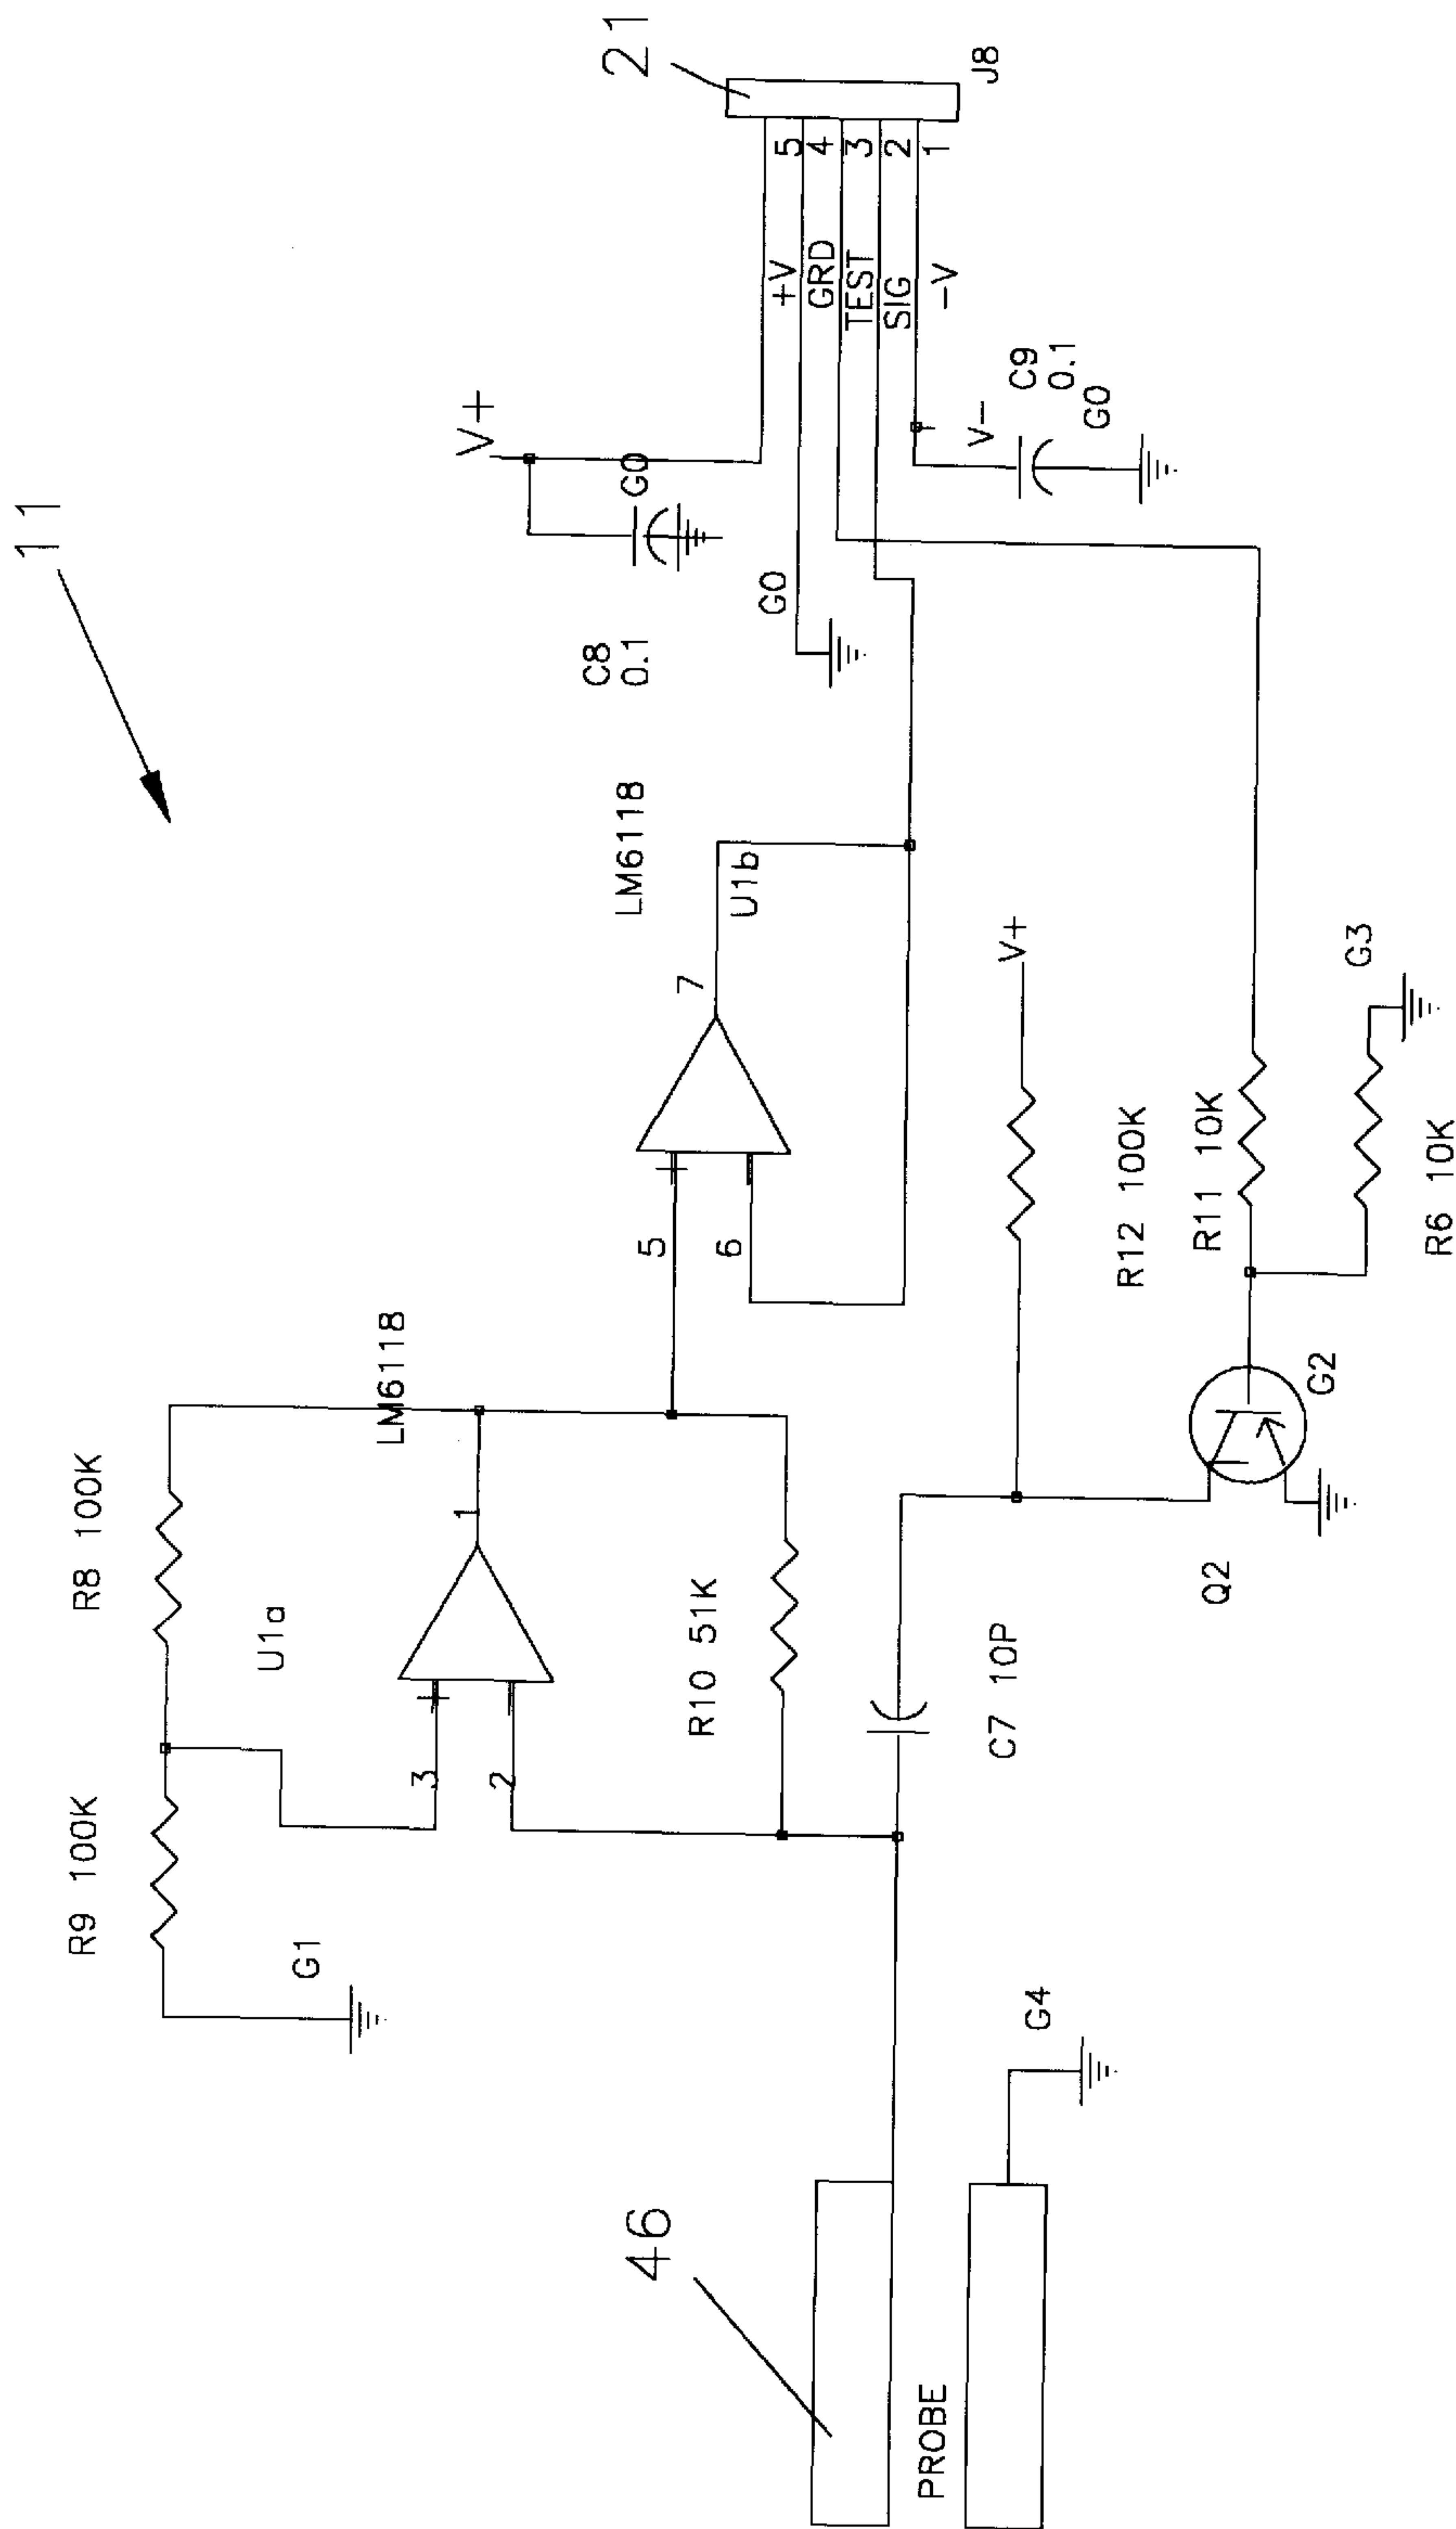 11
21
V+
G0
C8
0.1
G0
5
4
3
2
1
J8
+V
GRD
TEST
SIG
-V
V-
C9
0.1
G0
LM6118
U1b
7
5
6
LM6118
1
U1a
3
2
R8 100K
R9 100K
G1
R10 51K
C7 10P
V+
R12 100K
R11 10K
G3
R6 10K
G2
Q2
46
PROBE
G4